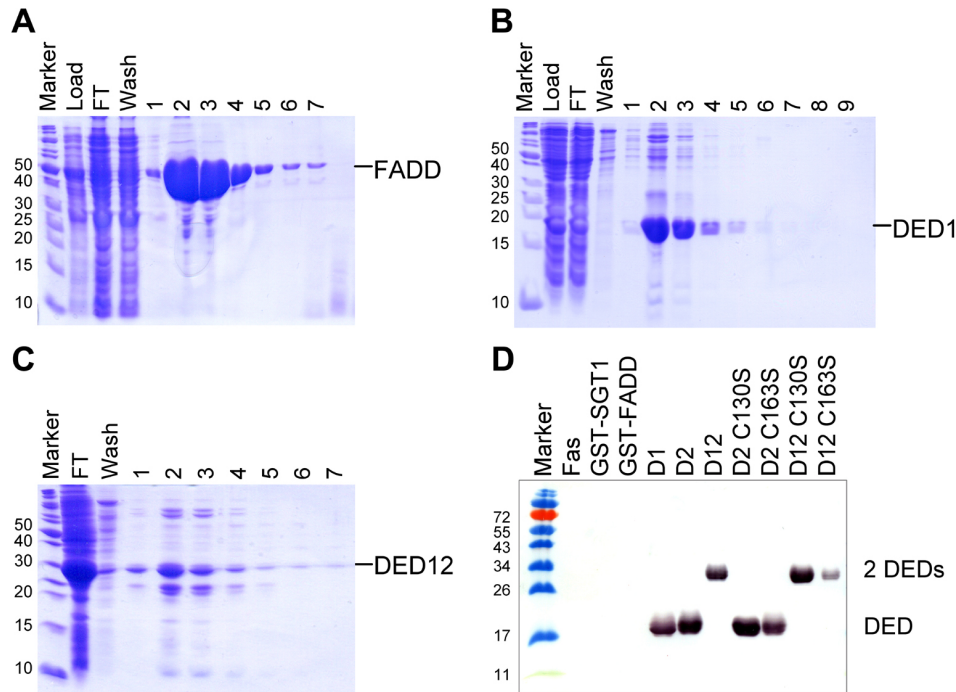 A
Marker
Load
FT
Wash
1
2
3
4
5
6
7
50
40
30
25
20
15
10
FADD
B
Marker
Load
FT
Wash
1
2
3
4
5
6
7
8
9
50
40
30
25
20
15
10
DED1
C
Marker
FT
Wash
1
2
3
4
5
6
7
50
40
30
20
15
10
DED12
D
Marker
Fas
GST-SGT1
GST-FADD
D1
D2
D12
D2 C130S
D2 C163S
D12 C130S
D12 C163S
72
55
43
34
26
17
11
2 DEDs
DED